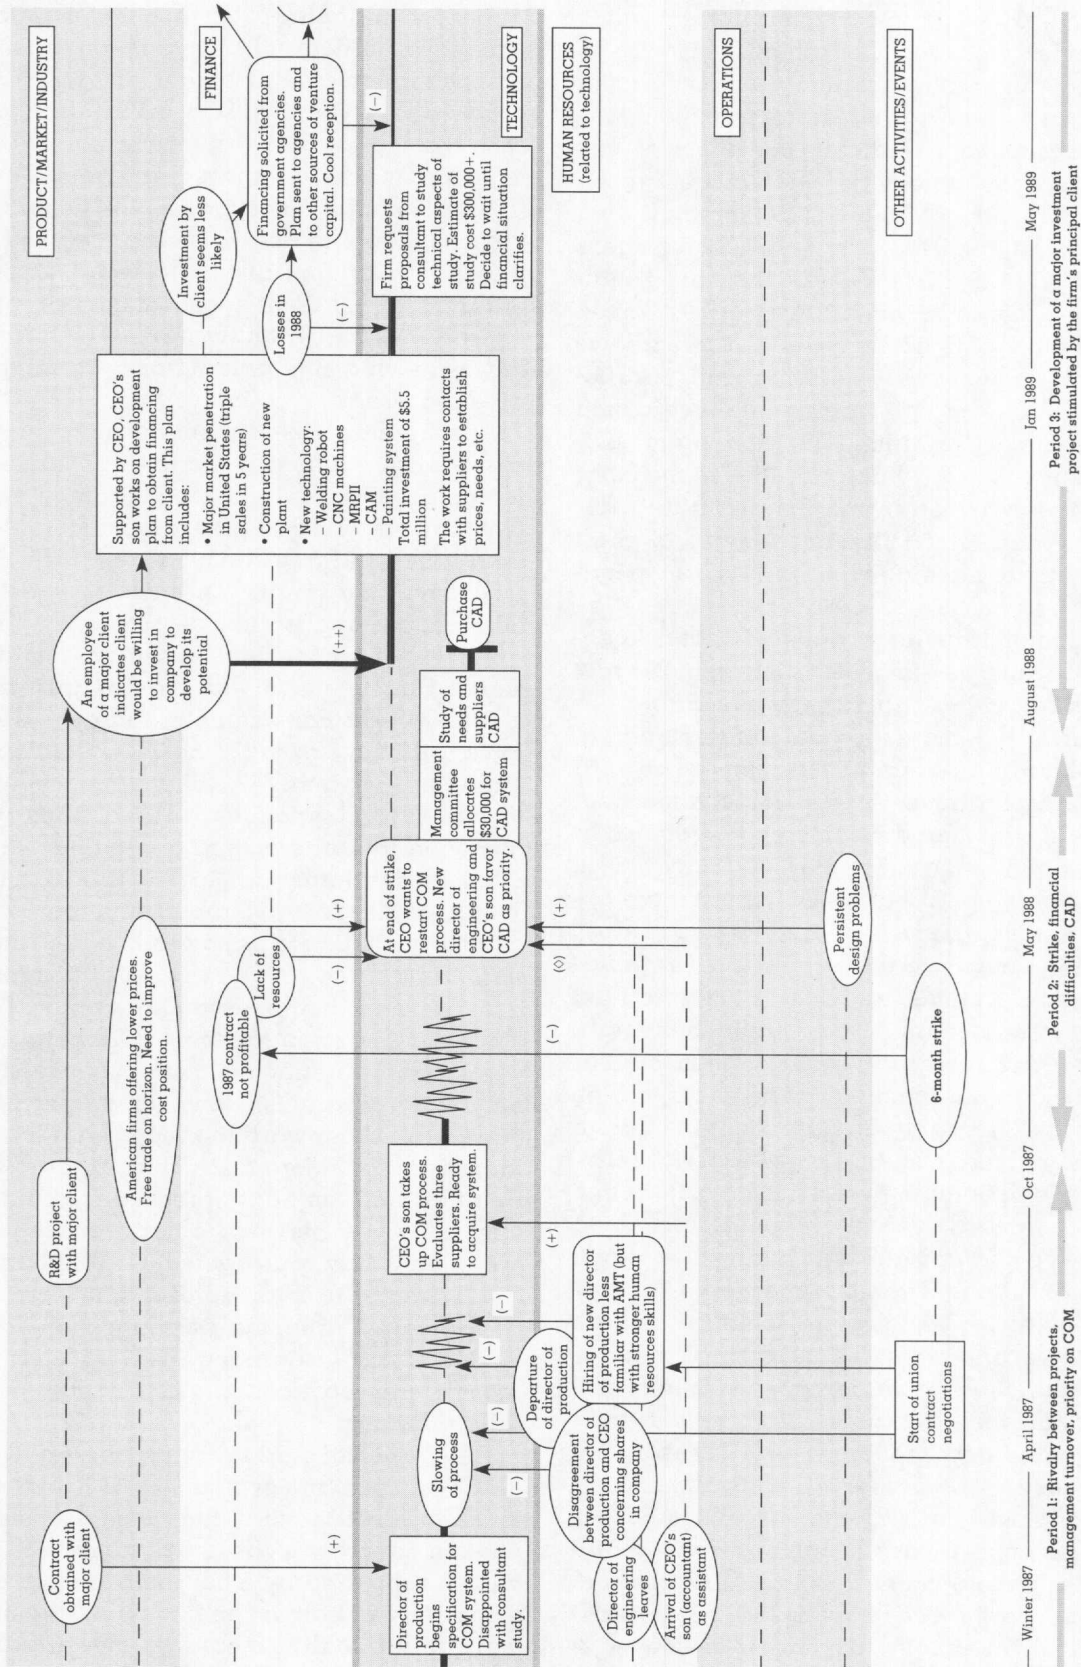 PRODUCT/MARKET/INDUSTRY
Contract
obtained with
major client
R&D project
with major client
American firms offering lower prices.
Free trade on horizon. Need to improve
cost position.
An employee
of a major client
indicates client
would be willing
to invest in
company to
develop its
potential
Supported by CEO, CEO's
son works on development
plan to obtain financing
from client. This plan
includes:
• Major market penetration
in United States (triple
sales in 5 years)
• Construction of new
plant
• New technology:
– Welding robot
– CNC machines
– MRPII
– CAM
– Painting system
Total investment of $5.5
million
The work requires contacts
with suppliers to establish
prices, needs, etc.
FINANCE
1987 contract
not profitable
Lack of
resources
Investment by
client seems less
likely
Losses in
1988
Financing solicited from
government agencies.
Plan sent to agencies and
to other sources of venture
capital. Cool reception.
(+)
(–)
(+)
(++)
(–)
(–)
TECHNOLOGY
Director of
production
begins
specification for
COM system.
Disappointed
with consultant
study.
Slowing
of process
CEO's son takes
up COM process.
Evaluates three
suppliers. Ready
to acquire system.
At end of strike,
CEO wants to
restart COM
process. New
director of
engineering and
CEO's son favor
CAD as priority.
Management
committee
allocates
$30,000 for
CAD system
Study of
needs and
suppliers
CAD
Purchase
CAD
Firm requests
proposals from
consultant to study
technical aspects of
study. Estimate of
study cost $300,000+.
Decide to wait until
financial situation
clarifies.
HUMAN RESOURCES
(related to technology)
(–)
(–)
(–)
(–)
(+)
(–)
(◊)
(+)
Director of
engineering
leaves
Arrival of CEO's
son (accountant)
as assistant
Disagreement
between director of
production and CEO
concerning shares
in company
Departure
of director of
production
Hiring of new director
of production less
familiar with AMT (but
with stronger human
resources skills)
OPERATIONS
Persistent
design problems
OTHER ACTIVITIES/EVENTS
Start of union
contract
negotiations
6-month strike
Winter 1987
April 1987
Oct 1987
May 1988
August 1988
Jan 1989
May 1989
Period 1: Rivalry between projects,
management turnover, priority on COM
Period 2: Strike, financial
difficulties, CAD
Period 3: Development of a major investment
project stimulated by the firm's principal client